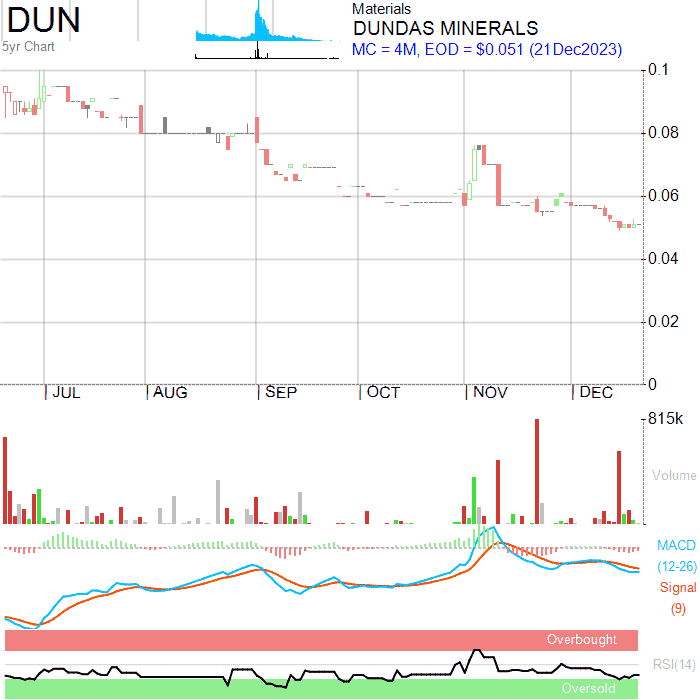 DUN
5yr Chart
Materials
DUNDAS MINERALS
MC = 4M, EOD = $0.051 (21Dec2023)
0.1
0.08
0.06
0.04
0.02
0
JUL AUG SEP OCT NOV DEC
815k
Volume
MACD
(12-26)
Signal
(9)
Overbought
RSI(14)
Oversold